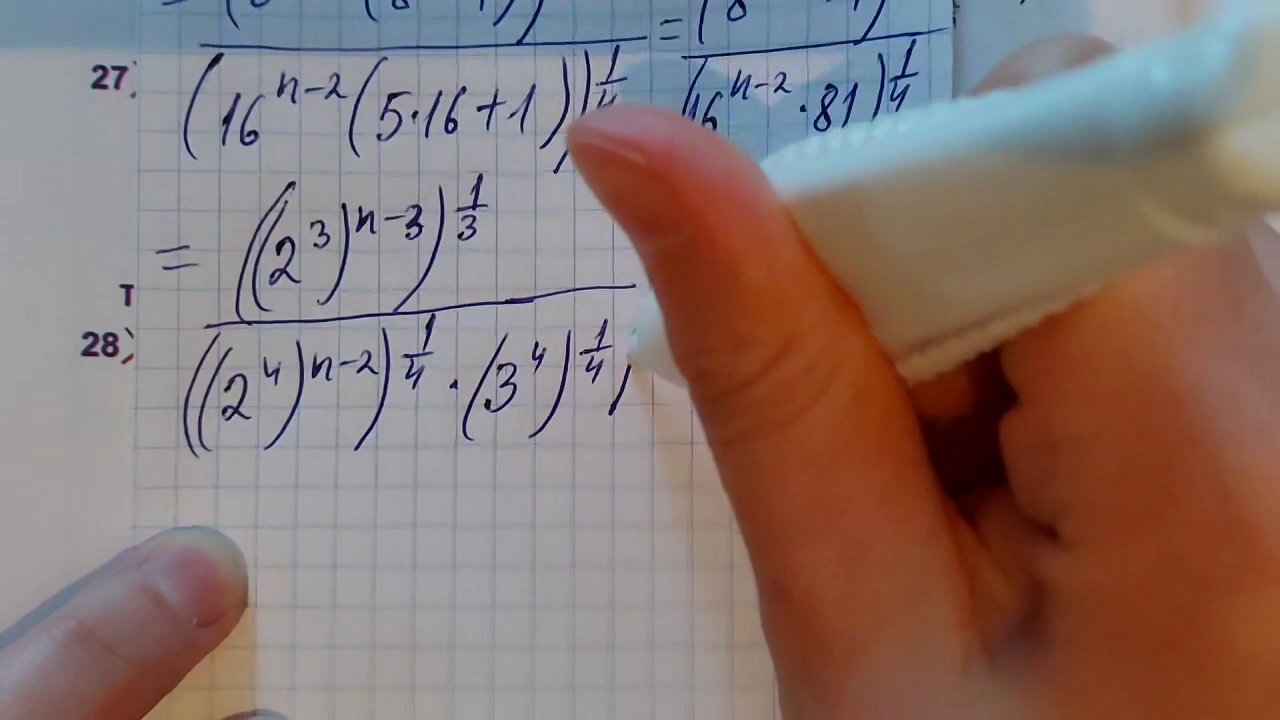 27.
(16^{n-2}(5·16+1))^{1/4} = (16^{n-2}·81)^{1/4}
= ((2^3)^{n-3})^{1/3}
т
28.
((2^4)^{n-2})^{1/4} · (3^4)^{1/4}